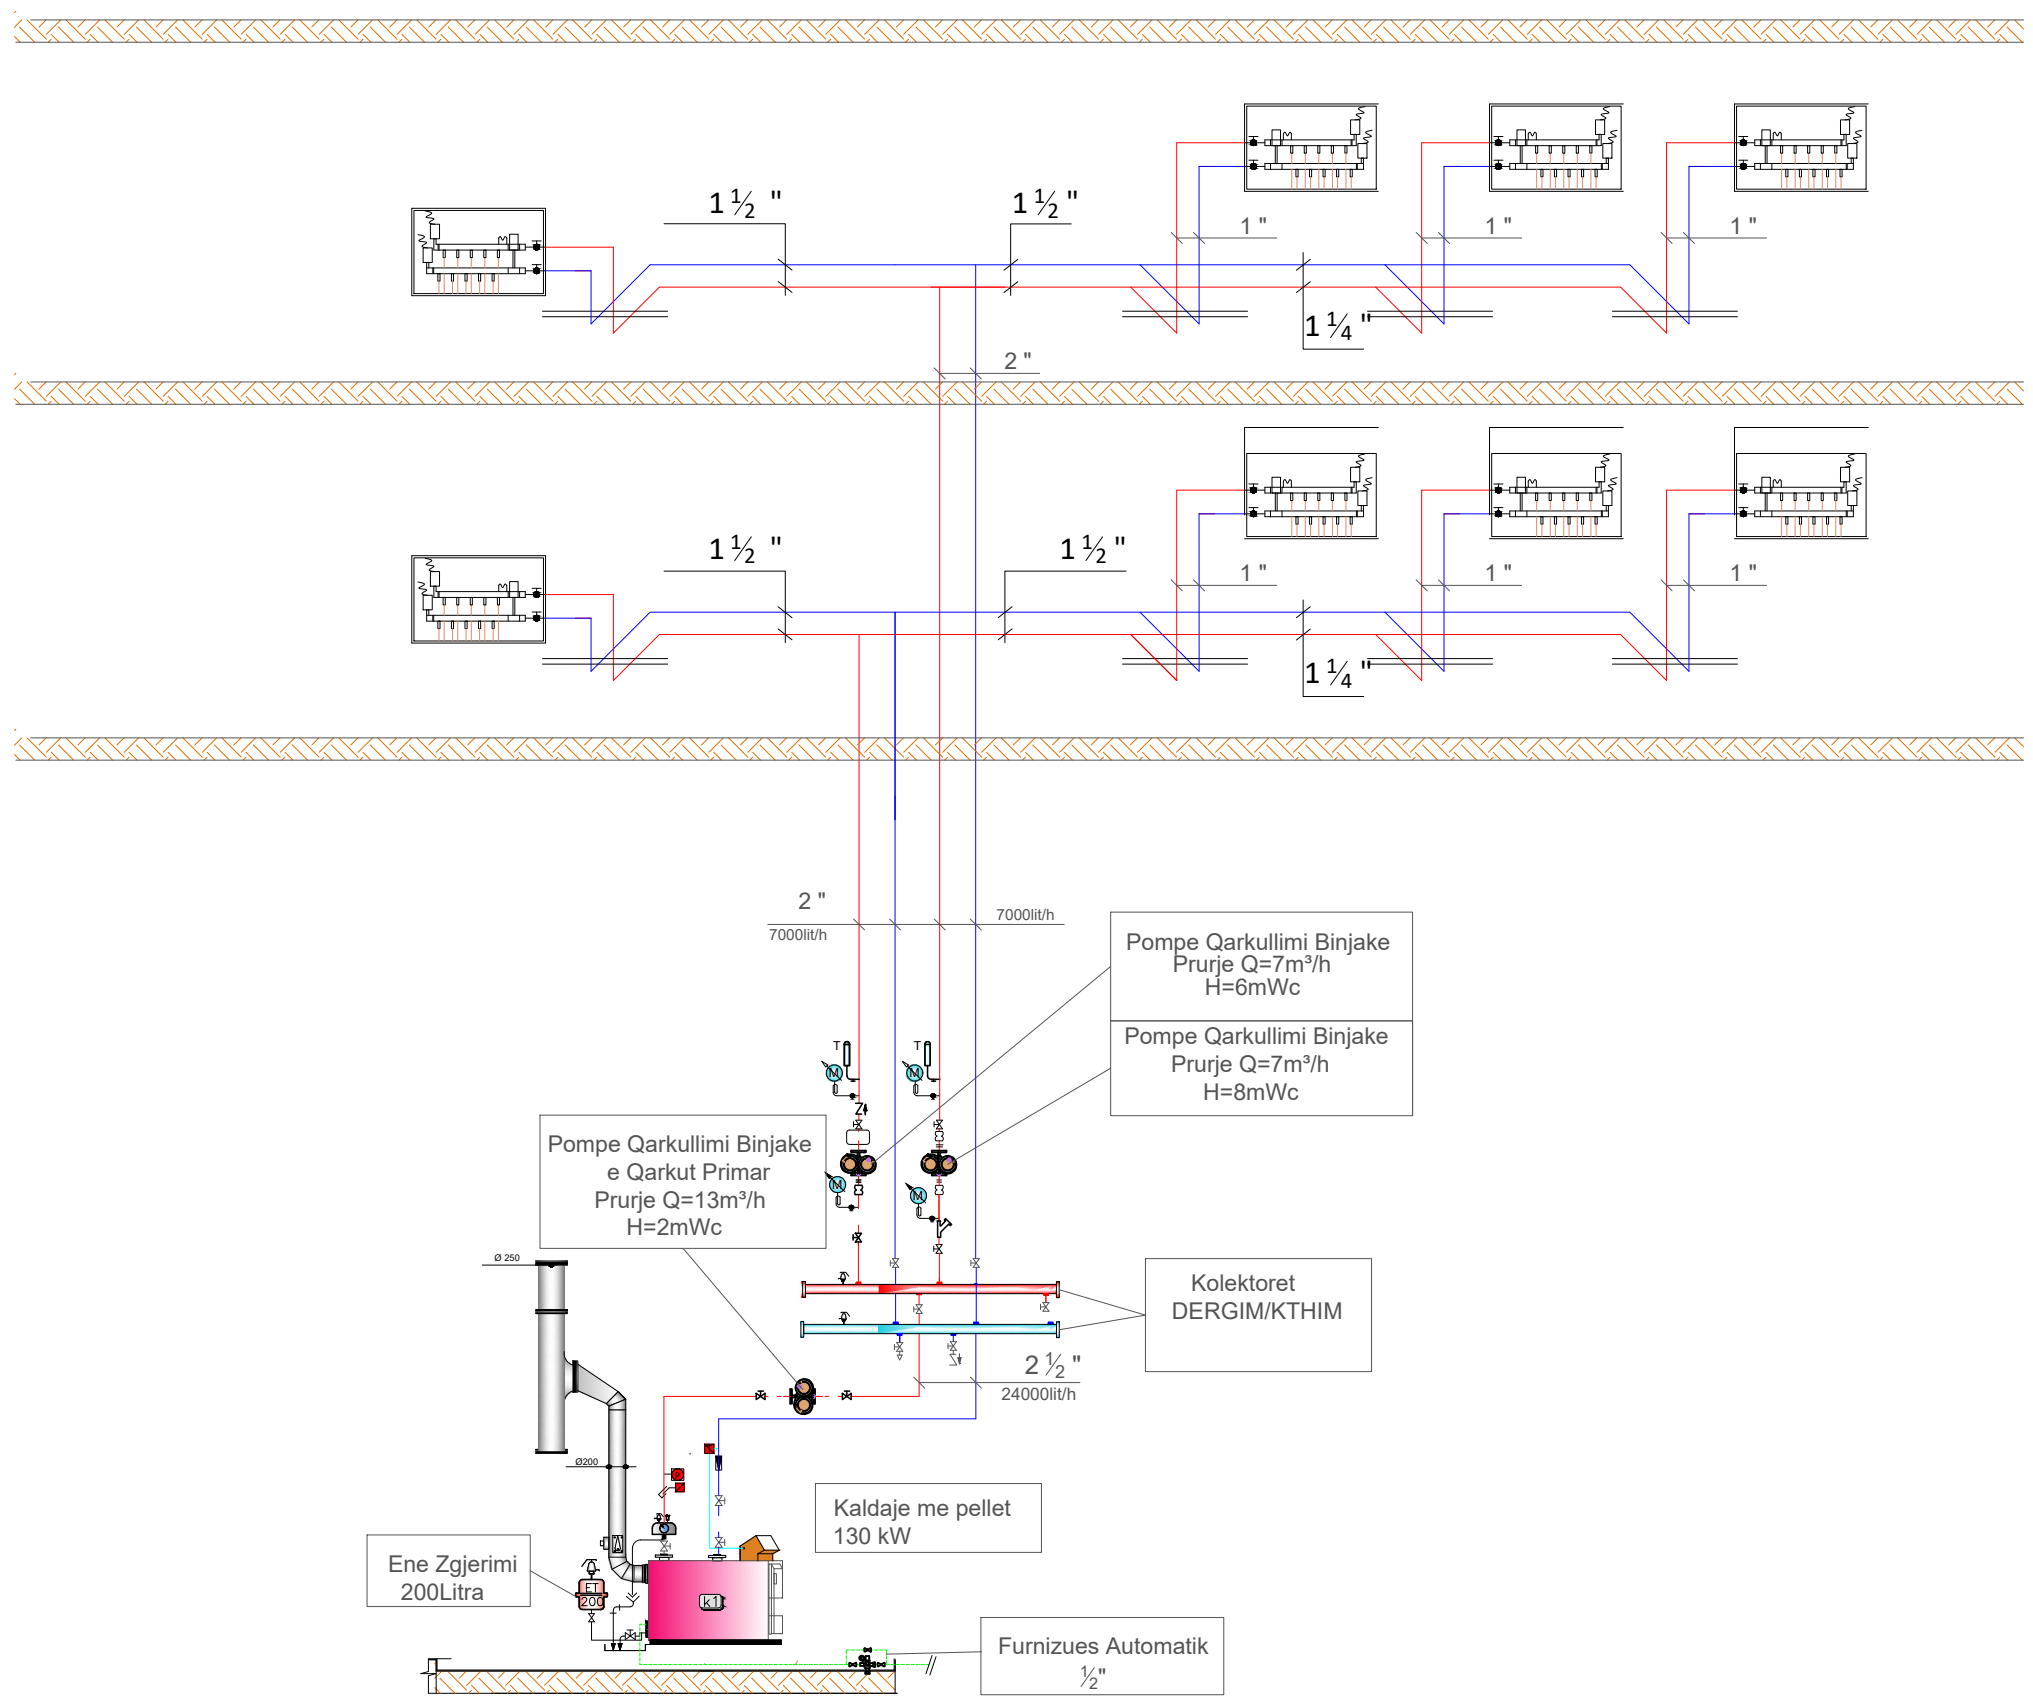 1 ½ "
1 ½ "
1 "
1 "
1 "
1 ¼ "
2 "
1 ½ "
1 ½ "
1 "
1 "
1 "
1 ¼ "
2 "
7000lit/h
7000lit/h
Pompe Qarkullimi Binjake
Prurje Q=7m³/h
H=6mWc
Pompe Qarkullimi Binjake
Prurje Q=7m³/h
H=8mWc
T
T
M
M
Pompe Qarkullimi Binjake
e Qarkut Primar
Prurje Q=13m³/h
H=2mWc
M
M
Ø 250
Kolektoret
DERGIM/KTHIM
2 ½ "
24000lit/h
Ø200
Kaldaje me pellet
130 kW
Ene Zgjerimi
200Litra
ET
200
k1
Furnizues Automatik
½"